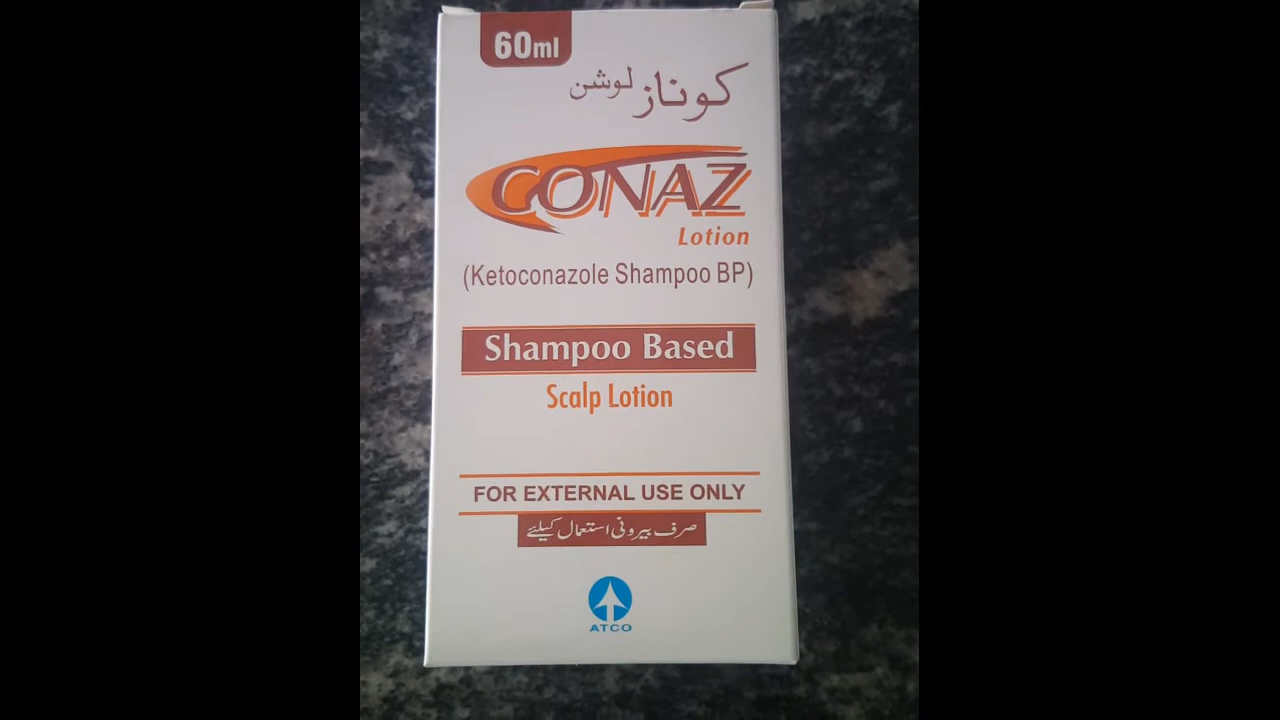 60ml
کوناز لوشن
CONAZ
Lotion
(Ketoconazole Shampoo BP)
Shampoo Based
Scalp Lotion
FOR EXTERNAL USE ONLY
صرف بیرونی استعمال کیلئے
ATCO